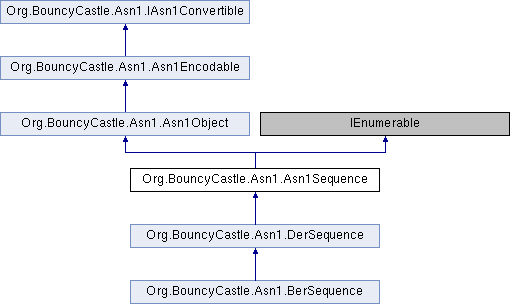 Org.BouncyCastle.Asn1.IAsn1Convertible
Org.BouncyCastle.Asn1.Asn1Encodable
Org.BouncyCastle.Asn1.Asn1Object
IEnumerable
Org.BouncyCastle.Asn1.Asn1Sequence
Org.BouncyCastle.Asn1.DerSequence
Org.BouncyCastle.Asn1.BerSequence